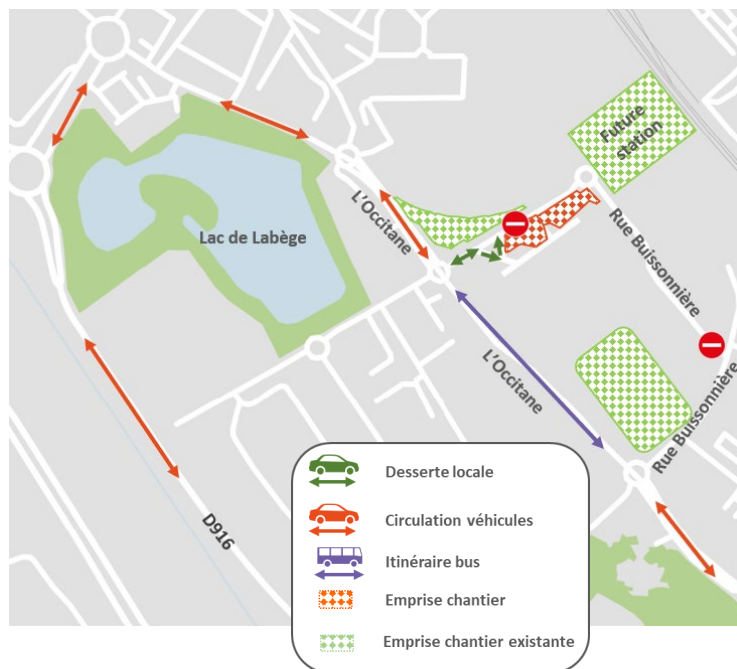 Future
station
L'Occitane
Lac de Labège
Rue Buissonnière
L'Occitane
Rue Buissonnière
D916
Desserte locale
Circulation véhicules
Itinéraire bus
Emprise chantier
Emprise chantier existante